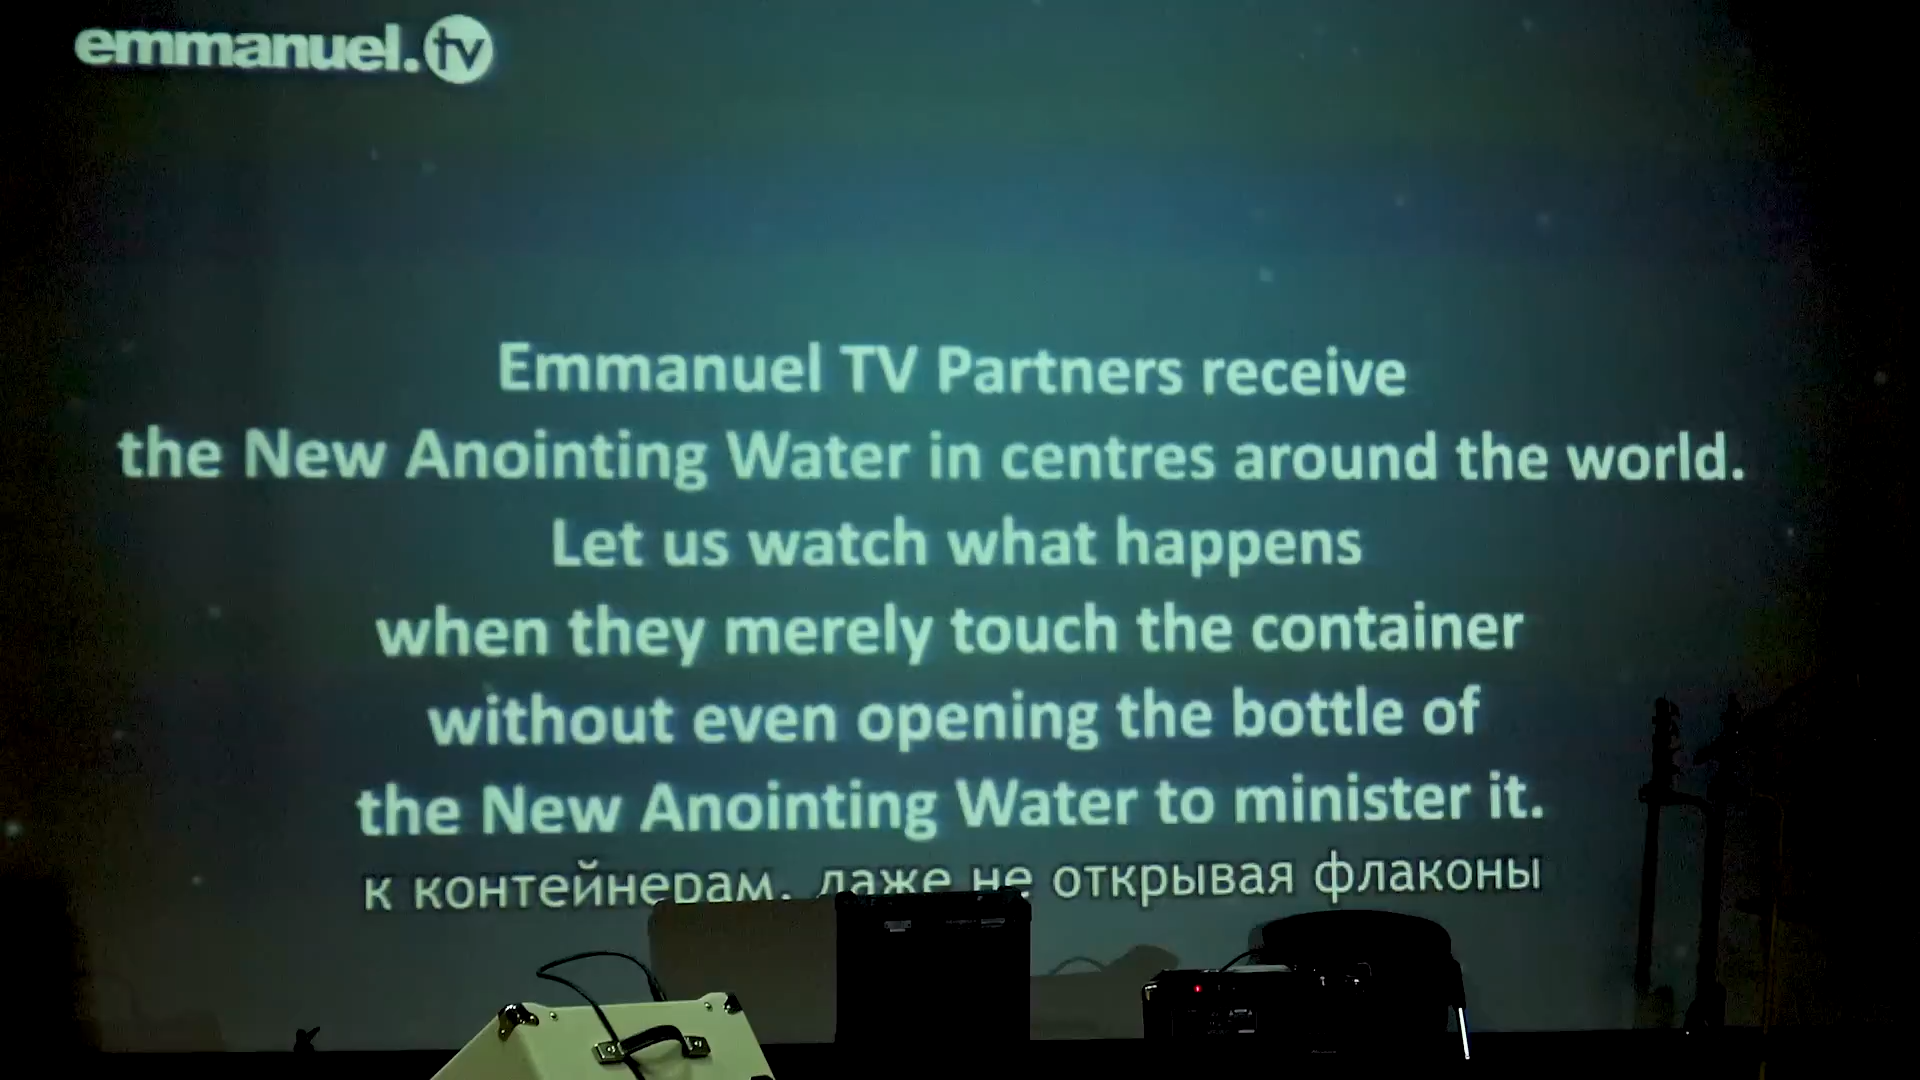 emmanuel.tv
Emmanuel TV Partners receive
the New Anointing Water in centres around the world.
Let us watch what happens
when they merely touch the container
without even opening the bottle of
the New Anointing Water to minister it.
к контейнерам, даже не открывая флаконы